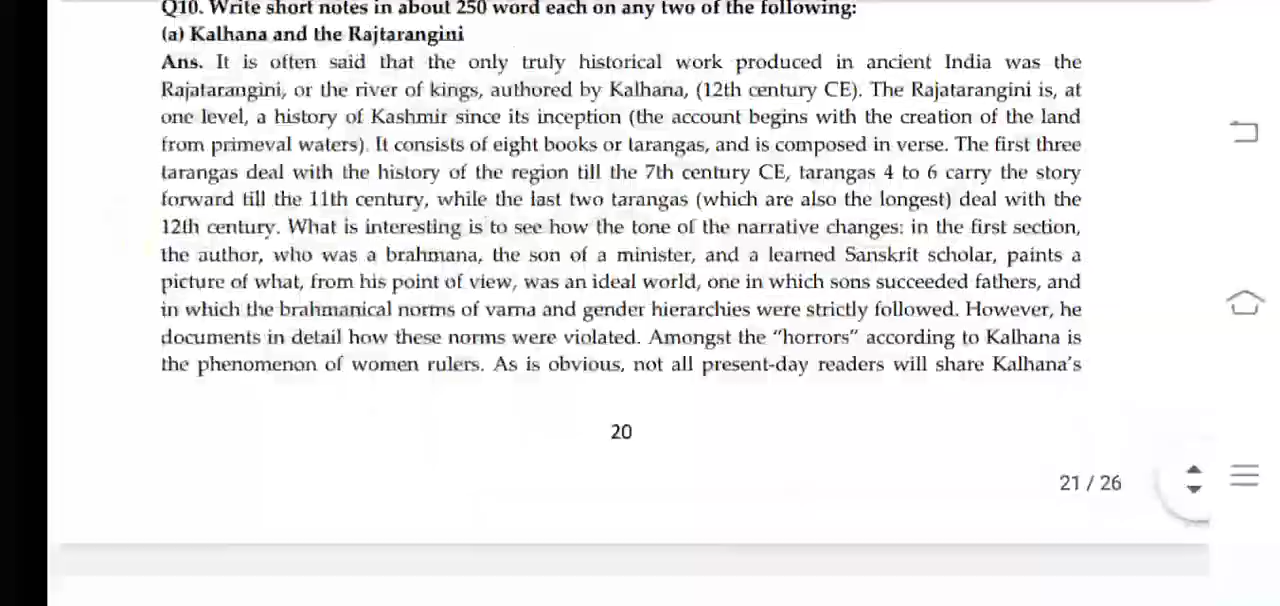 Q10. Write short notes in about 250 word each on any two of the following:
(a) Kalhana and the Rajtarangini
Ans. It is often said that the only truly historical work produced in ancient India was the
Rajatarangini, or the river of kings, authored by Kalhana, (12th century CE). The Rajatarangini is, at
one level, a history of Kashmir since its inception (the account begins with the creation of the land
from primeval waters). It consists of eight books or tarangas, and is composed in verse. The first three
tarangas deal with the history of the region till the 7th century CE, tarangas 4 to 6 carry the story
forward till the 11th century, while the last two tarangas (which are also the longest) deal with the
12th century. What is interesting is to see how the tone of the narrative changes: in the first section,
the author, who was a brahmana, the son of a minister, and a learned Sanskrit scholar, paints a
picture of what, from his point of view, was an ideal world, one in which sons succeeded fathers, and
in which the brahmanical norms of varna and gender hierarchies were strictly followed. However, he
documents in detail how these norms were violated. Amongst the "horrors" according to Kalhana is
the phenomenon of women rulers. As is obvious, not all present-day readers will share Kalhana's
20
21 / 26